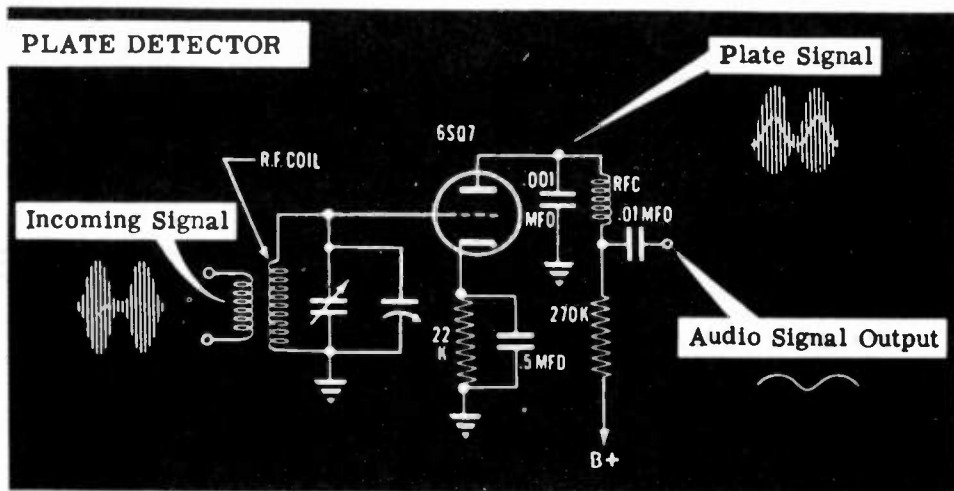 PLATE DETECTOR
Plate Signal
6SQ7
R.F. COIL
.001
MFD
RFC
.01 MFD
Incoming Signal
22
K
.5 MFD
270K
Audio Signal Output
B+